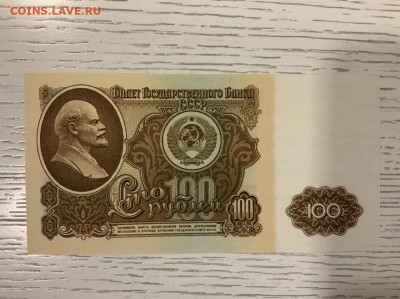 COINS.LAVE.RU
Билет Государственного Банка
СССР
Сто
100
рублей
100
100